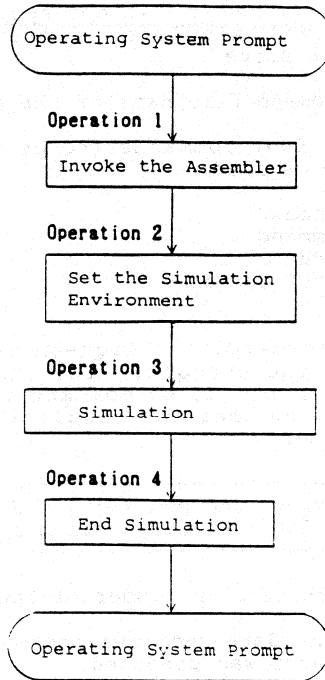 Operating System Prompt
Operation 1
Invoke the Assembler
Operation 2
Set the Simulation
Environment
Operation 3
Simulation
Operation 4
End Simulation
Operating System Prompt